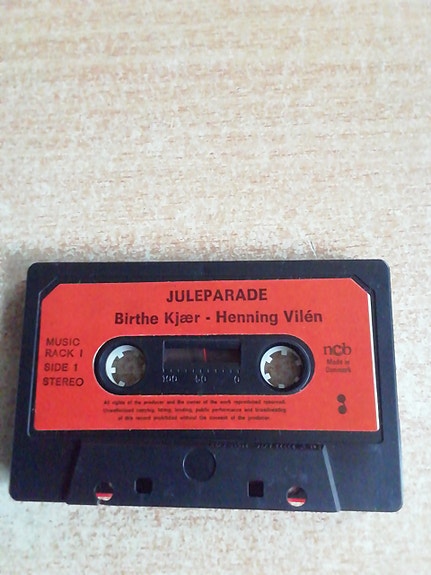 JULEPARADE
Birthe Kjær - Henning Vilén
MUSIC
RACK I
SIDE 1
STEREO
ncb
Made in
Denmark
100 50 0
All rights of the producer and the owner of the work reproduced reserved.
Unauthorized copying, hiring, lending, public performance and broadcasting
of this record prohibited without the consent of the producer.